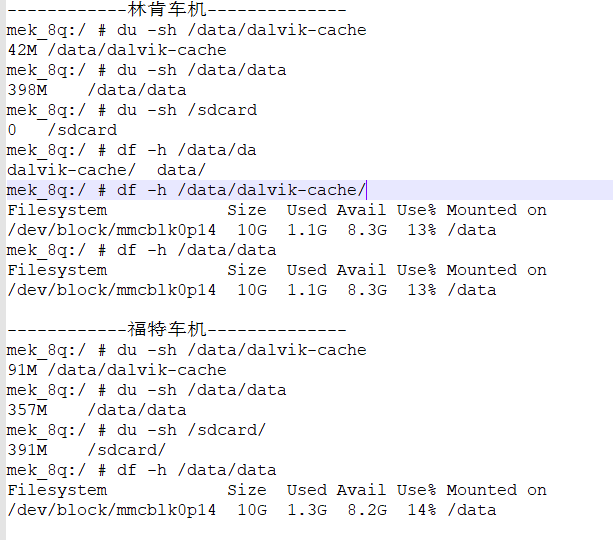 ------------林肯车机--------------
mek_8q:/ # du -sh /data/dalvik-cache
42M /data/dalvik-cache
mek_8q:/ # du -sh /data/data
398M    /data/data
mek_8q:/ # du -sh /sdcard
0   /sdcard
mek_8q:/ # df -h /data/da
dalvik-cache/  data/
mek_8q:/ # df -h /data/dalvik-cache/
Filesystem            Size  Used Avail Use% Mounted on
/dev/block/mmcblk0p14  10G  1.1G  8.3G  13% /data
mek_8q:/ # df -h /data/data
Filesystem            Size  Used Avail Use% Mounted on
/dev/block/mmcblk0p14  10G  1.1G  8.3G  13% /data

------------福特车机--------------
mek_8q:/ # du -sh /data/dalvik-cache
91M /data/dalvik-cache
mek_8q:/ # du -sh /data/data
357M    /data/data
mek_8q:/ # du -sh /sdcard/
391M    /sdcard/
mek_8q:/ # df -h /data/data
Filesystem            Size  Used Avail Use% Mounted on
/dev/block/mmcblk0p14  10G  1.3G  8.2G  14% /data